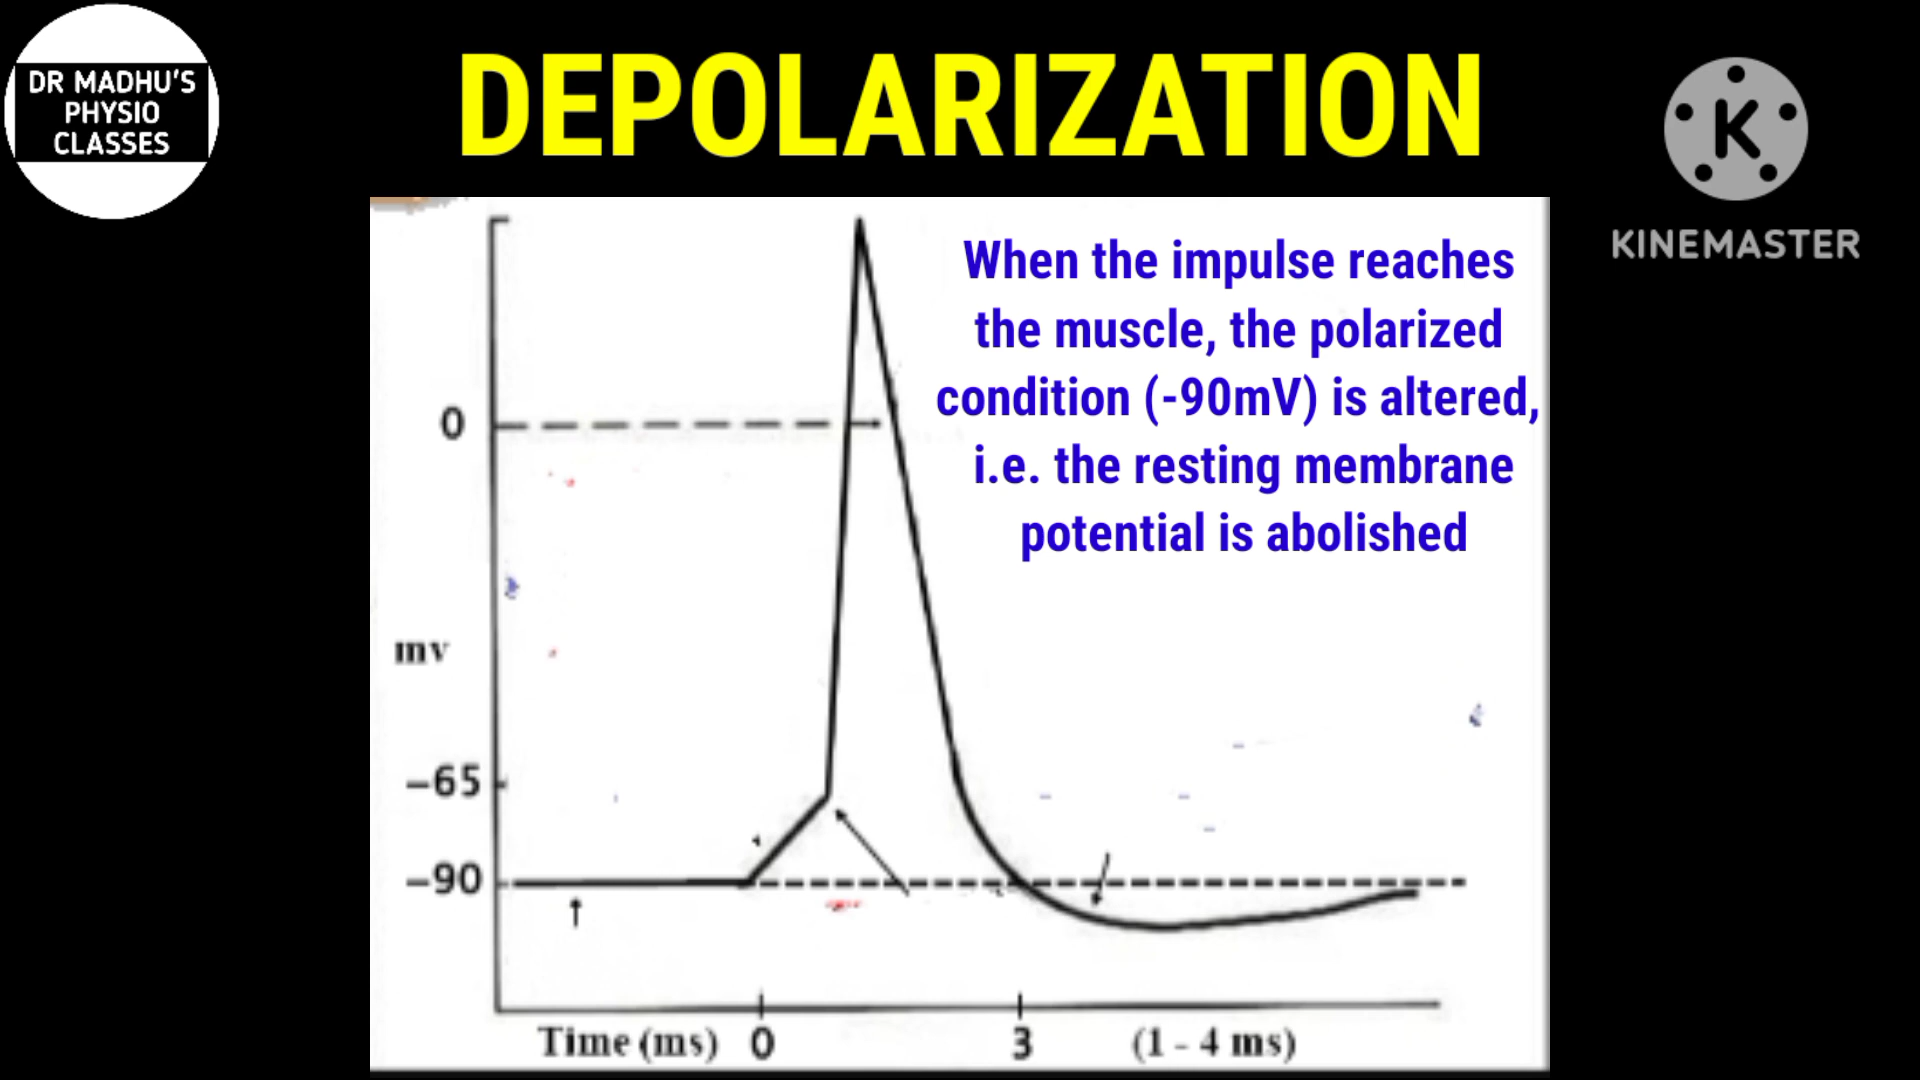 DR MADHU'S
PHYSIO
CLASSES
DEPOLARIZATION
K
KINEMASTER
When the impulse reaches
the muscle, the polarized
condition (-90mV) is altered,
i.e. the resting membrane
potential is abolished
0
mv
−65
−90
Time (ms) 0 3 (1 - 4 ms)